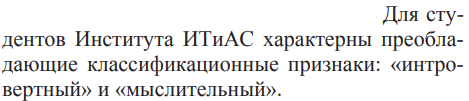 Для сту-
дентов Института ИТиАС характерны преобла-
дающие классификационные признаки: «интро-
вертный» и «мыслительный».